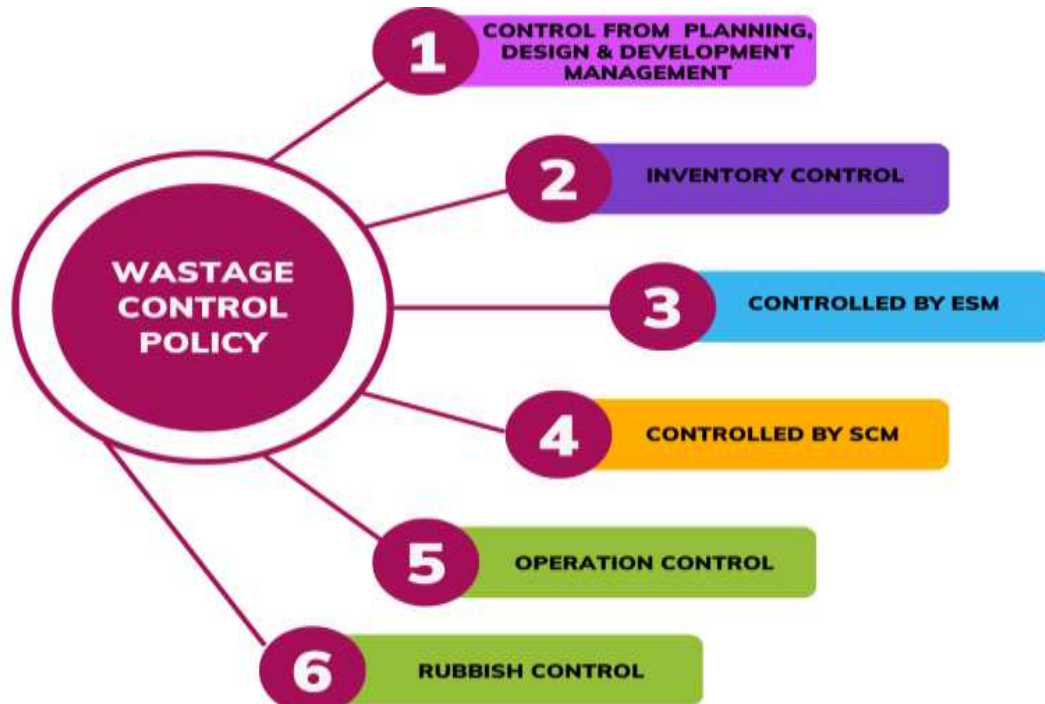 1
CONTROL FROM PLANNING,
DESIGN & DEVELOPMENT
MANAGEMENT
2
INVENTORY CONTROL
WASTAGE
CONTROL
POLICY
3
CONTROLLED BY ESM
4
CONTROLLED BY SCM
5
OPERATION CONTROL
6
RUBBISH CONTROL